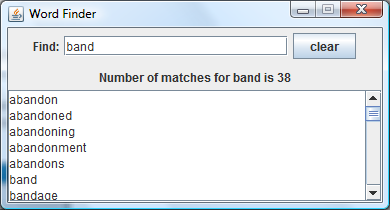 Word Finder
Find: band clear
Number of matches for band is 38
abandon
abandoned
abandoning
abandonment
abandons
band
bandage